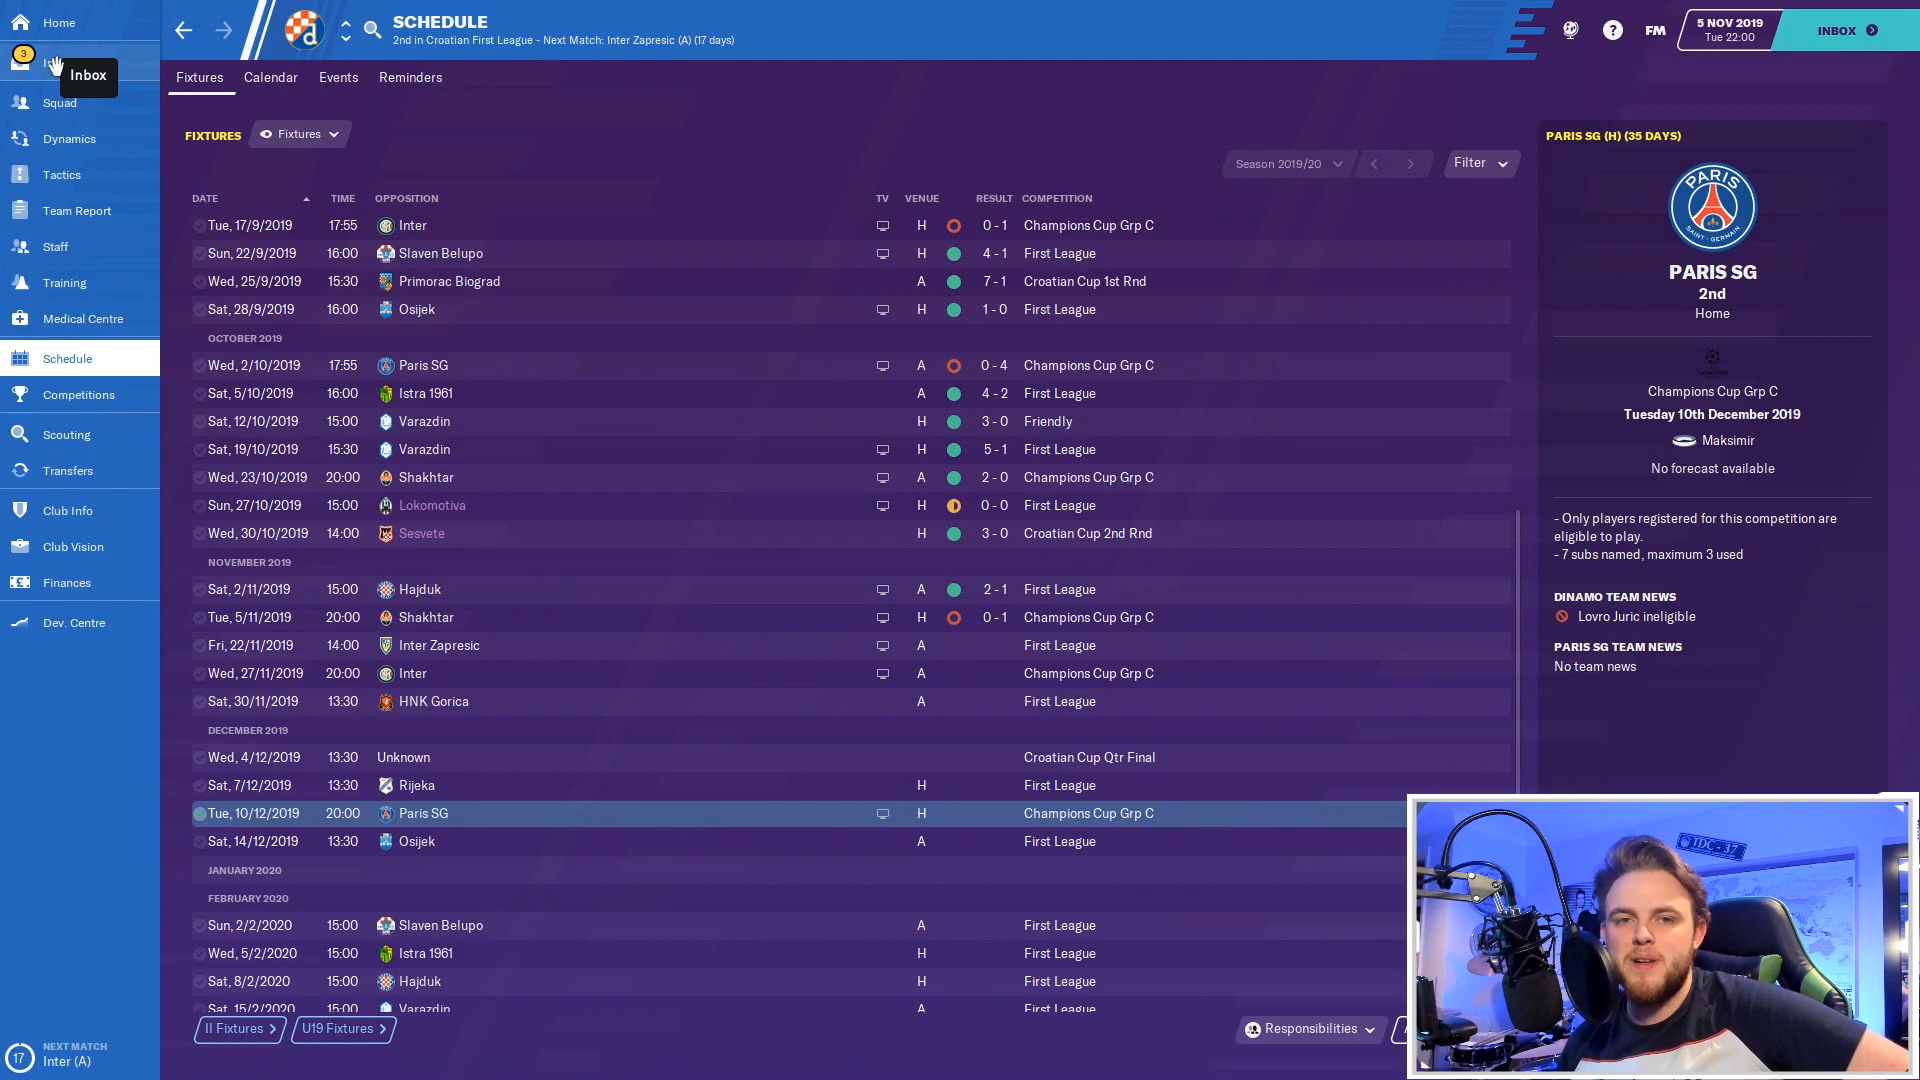 Home
3
Inbox
Squad
Dynamics
Tactics
Team Report
Staff
Training
Medical Centre
Schedule
Competitions
Scouting
Transfers
Club Info
Club Vision
Finances
Dev. Centre
17
NEXT MATCH
Inter (A)
SCHEDULE
2nd in Croatian First League - Next Match: Inter Zapresic (A) (17 days)
FM
5 NOV 2019
Tue 22:00
INBOX
Fixtures Calendar Events Reminders
FIXTURES Fixtures
Season 2019/20 Filter
DATE TIME OPPOSITION TV VENUE RESULT COMPETITION
Tue, 17/9/2019 17:55 Inter H 0 - 1 Champions Cup Grp C
Sun, 22/9/2019 16:00 Slaven Belupo H 4 - 1 First League
Wed, 25/9/2019 15:30 Primorac Biograd A 7 - 1 Croatian Cup 1st Rnd
Sat, 28/9/2019 16:00 Osijek H 1 - 0 First League
OCTOBER 2019
Wed, 2/10/2019 17:55 Paris SG A 0 - 4 Champions Cup Grp C
Sat, 5/10/2019 16:00 Istra 1961 A 4 - 2 First League
Sat, 12/10/2019 15:00 Varazdin H 3 - 0 Friendly
Sat, 19/10/2019 15:30 Varazdin H 5 - 1 First League
Wed, 23/10/2019 20:00 Shakhtar A 2 - 0 Champions Cup Grp C
Sun, 27/10/2019 15:00 Lokomotiva H 0 - 0 First League
Wed, 30/10/2019 14:00 Sesvete H 3 - 0 Croatian Cup 2nd Rnd
NOVEMBER 2019
Sat, 2/11/2019 15:00 Hajduk A 2 - 1 First League
Tue, 5/11/2019 20:00 Shakhtar H 0 - 1 Champions Cup Grp C
Fri, 22/11/2019 14:00 Inter Zapresic A First League
Wed, 27/11/2019 20:00 Inter A Champions Cup Grp C
Sat, 30/11/2019 13:30 HNK Gorica A First League
DECEMBER 2019
Wed, 4/12/2019 13:30 Unknown Croatian Cup Qtr Final
Sat, 7/12/2019 13:30 Rijeka H First League
Tue, 10/12/2019 20:00 Paris SG H Champions Cup Grp C
Sat, 14/12/2019 13:30 Osijek A First League
JANUARY 2020
FEBRUARY 2020
Sun, 2/2/2020 15:00 Slaven Belupo A First League
Wed, 5/2/2020 15:00 Istra 1961 H First League
Sat, 8/2/2020 15:00 Hajduk H First League
Sat, 15/2/2020 15:00 Varazdin A First League
II Fixtures U19 Fixtures Responsibilities
PARIS SG (H) (35 DAYS)
PARIS
SAINT-GERMAIN
PARIS SG
2nd
Home
Champions Cup Grp C
Tuesday 10th December 2019
Maksimir
No forecast available
- Only players registered for this competition are
eligible to play.
- 7 subs named, maximum 3 used
DINAMO TEAM NEWS
Lovro Juric ineligible
PARIS SG TEAM NEWS
No team news
TDC - 37